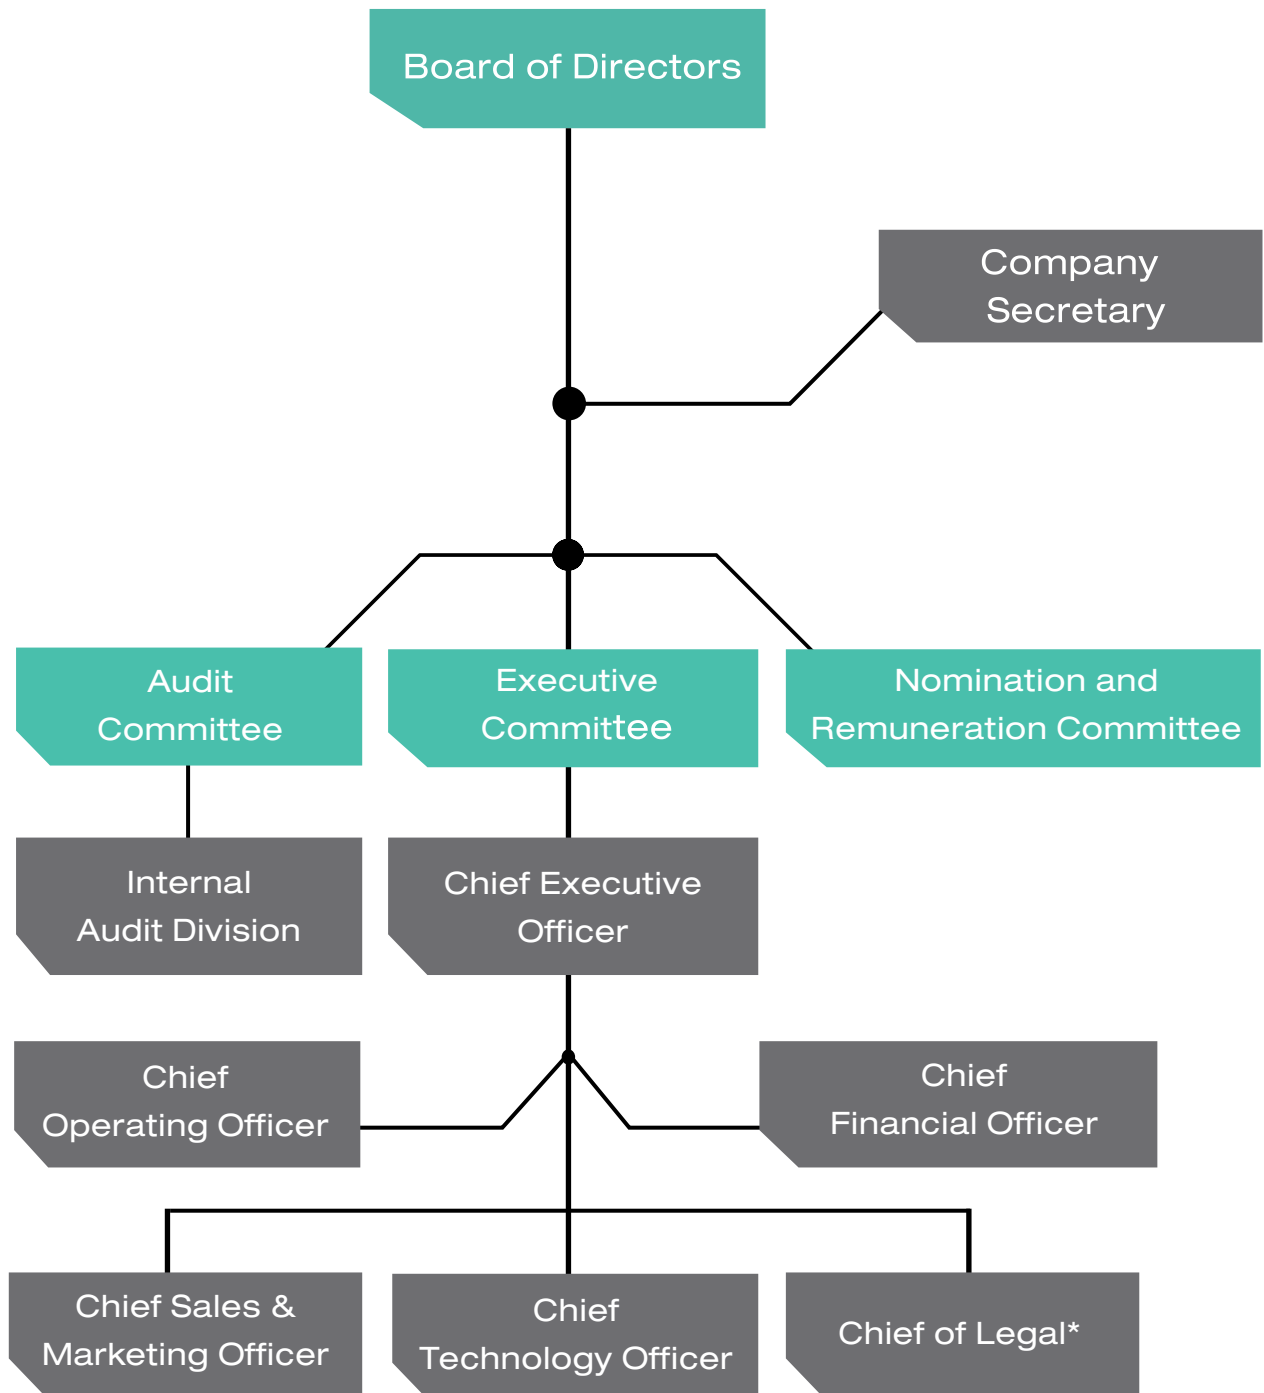 Board of Directors
Company
Secretary
Audit
Committee
Executive
Committee
Nomination and
Remuneration Committee
Internal
Audit Division
Chief Executive
Officer
Chief
Operating Officer
Chief
Financial Officer
Chief Sales &
Marketing Officer
Chief
Technology Officer
Chief of Legal*